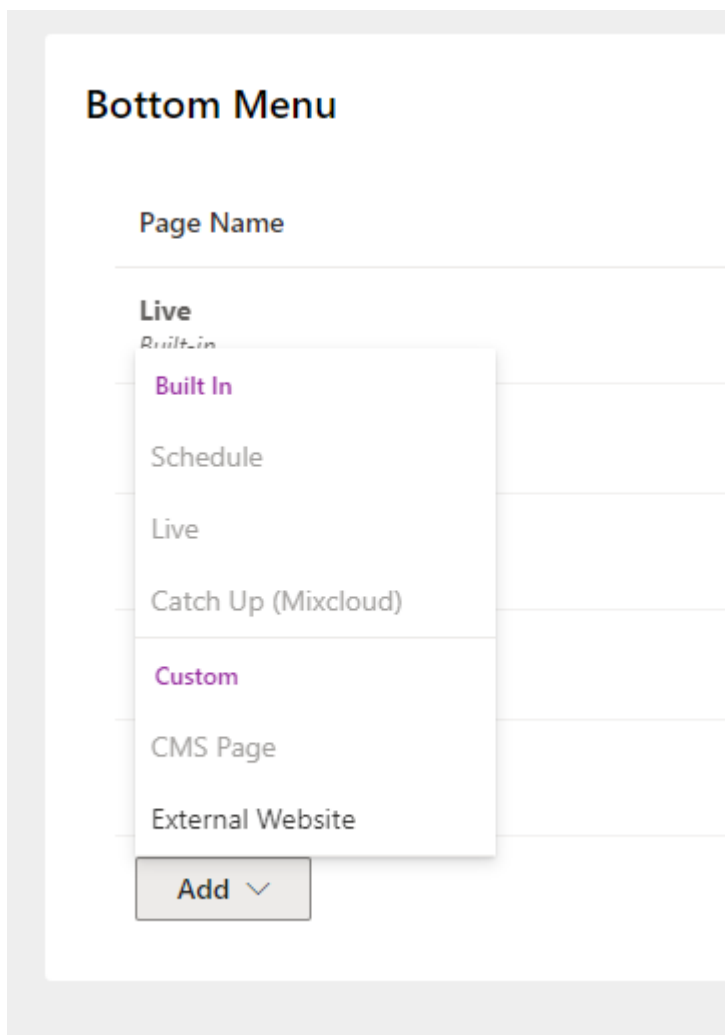 Bottom Menu
Page Name
Live
Built-in
Built In
Schedule
Live
Catch Up (Mixcloud)
Custom
CMS Page
External Website
Add